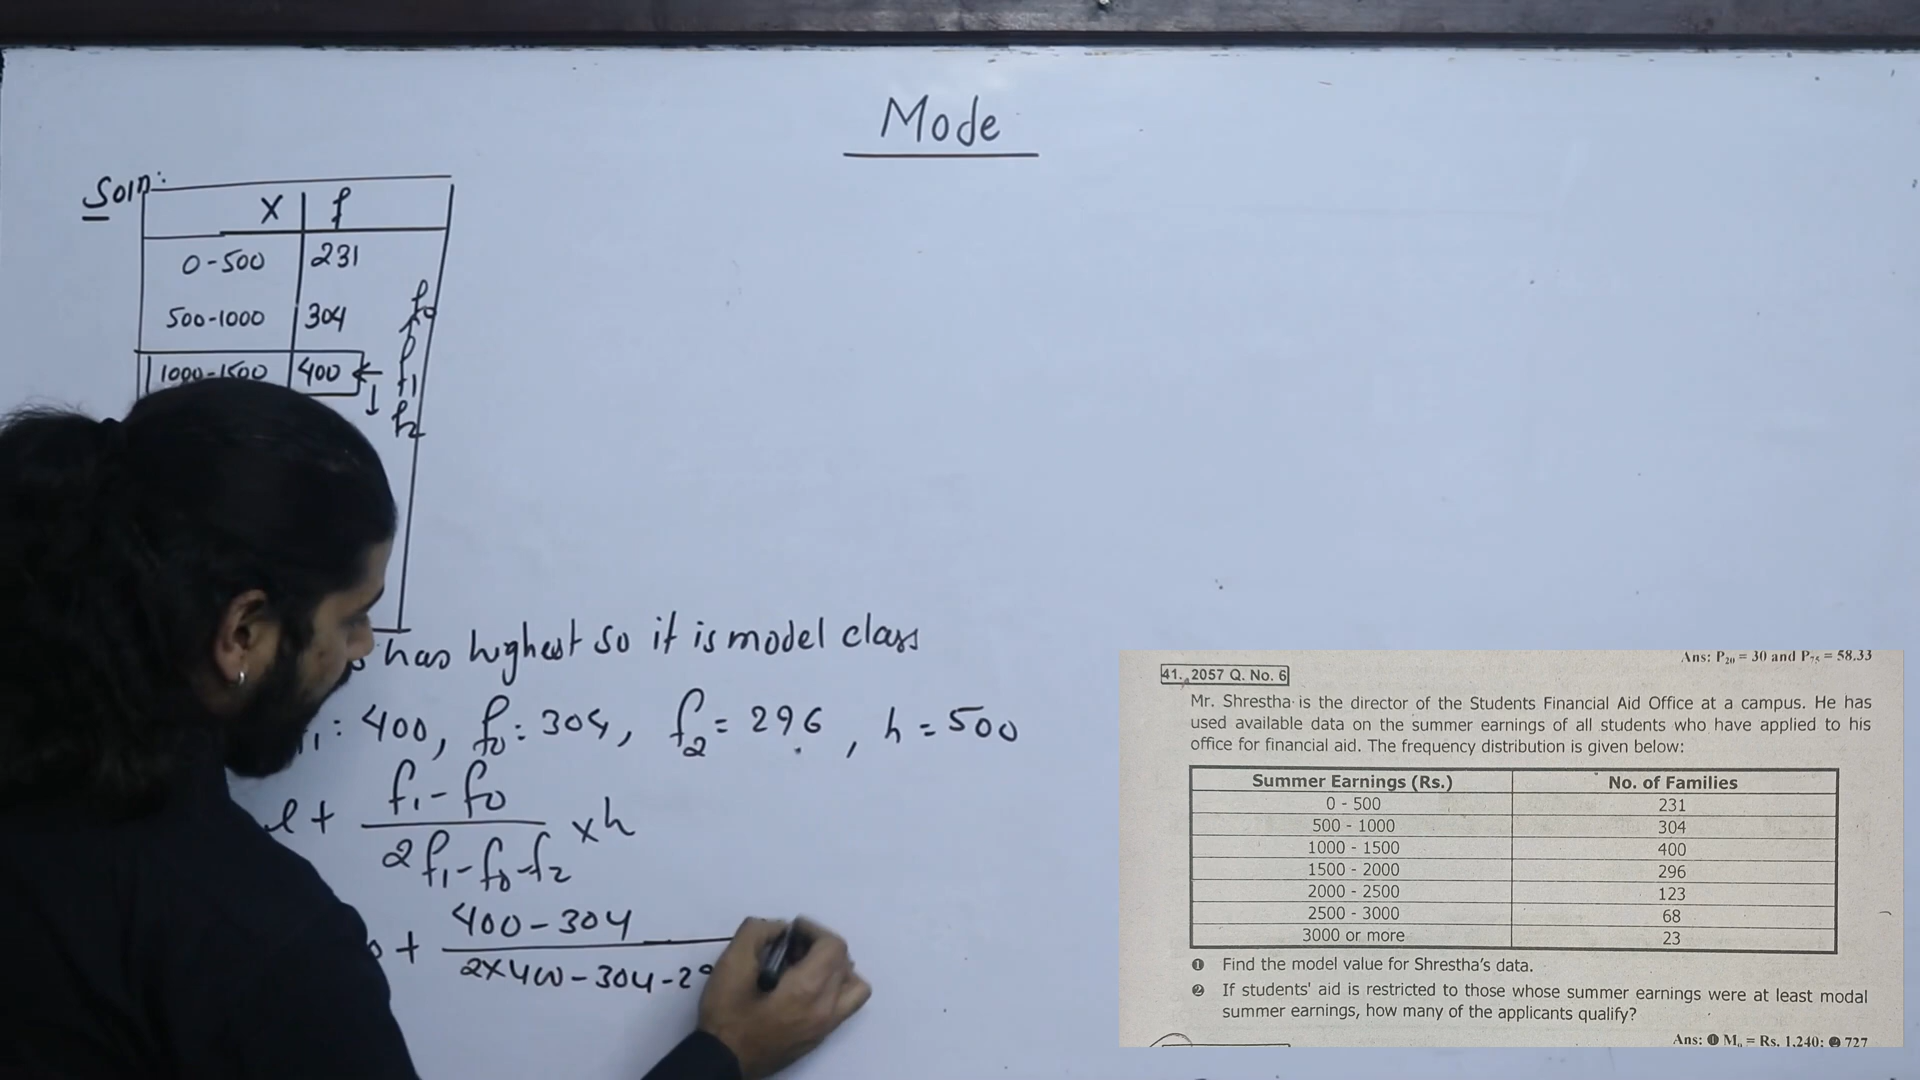 Mode
Soln:
X f
0-500 231
500-1000 304 f0
1000-1500 400 f1
f2
has highest so it is model class
: 400, f0: 304, f2 = 296, h = 500
l + f1-f0 / 2f1-f0-f2 xh
+ 400-304 / 2x400-304-29
Ans: P20 = 30 and P75 = 58.33
41. 2057 Q. No. 6
Mr. Shrestha is the director of the Students Financial Aid Office at a campus. He has
used available data on the summer earnings of all students who have applied to his
office for financial aid. The frequency distribution is given below:
Summer Earnings (Rs.) No. of Families
0 - 500 231
500 - 1000 304
1000 - 1500 400
1500 - 2000 296
2000 - 2500 123
2500 - 3000 68
3000 or more 23
❶ Find the model value for Shrestha's data.
❷ If students' aid is restricted to those whose summer earnings were at least modal
summer earnings, how many of the applicants qualify?
Ans: ❶ M0 = Rs. 1,240; ❷ 727